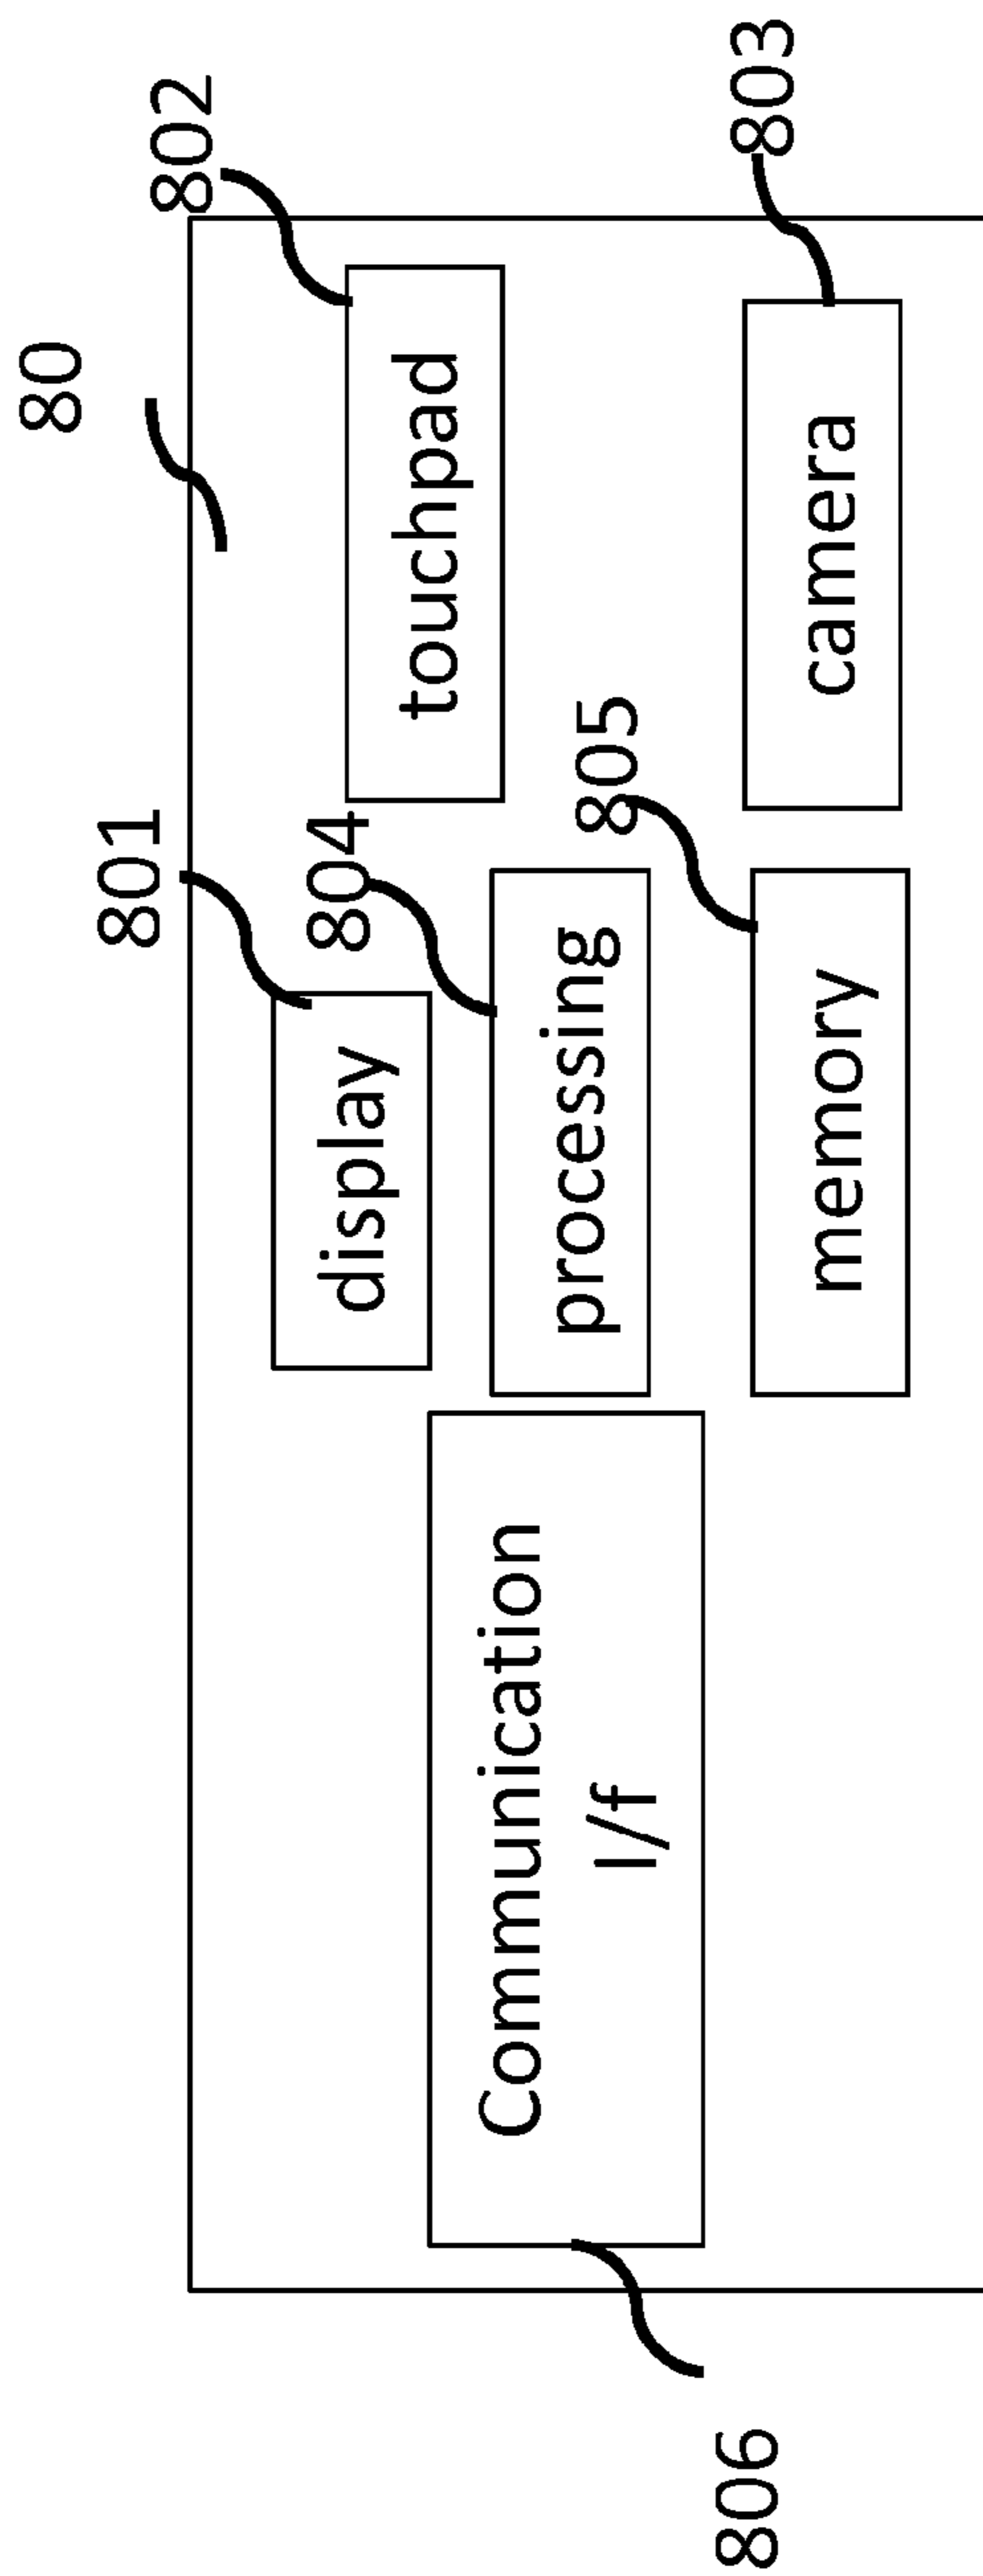 80
801
802
display
804
touchpad
Communication
I/f
processing
805
806
memory
camera
803